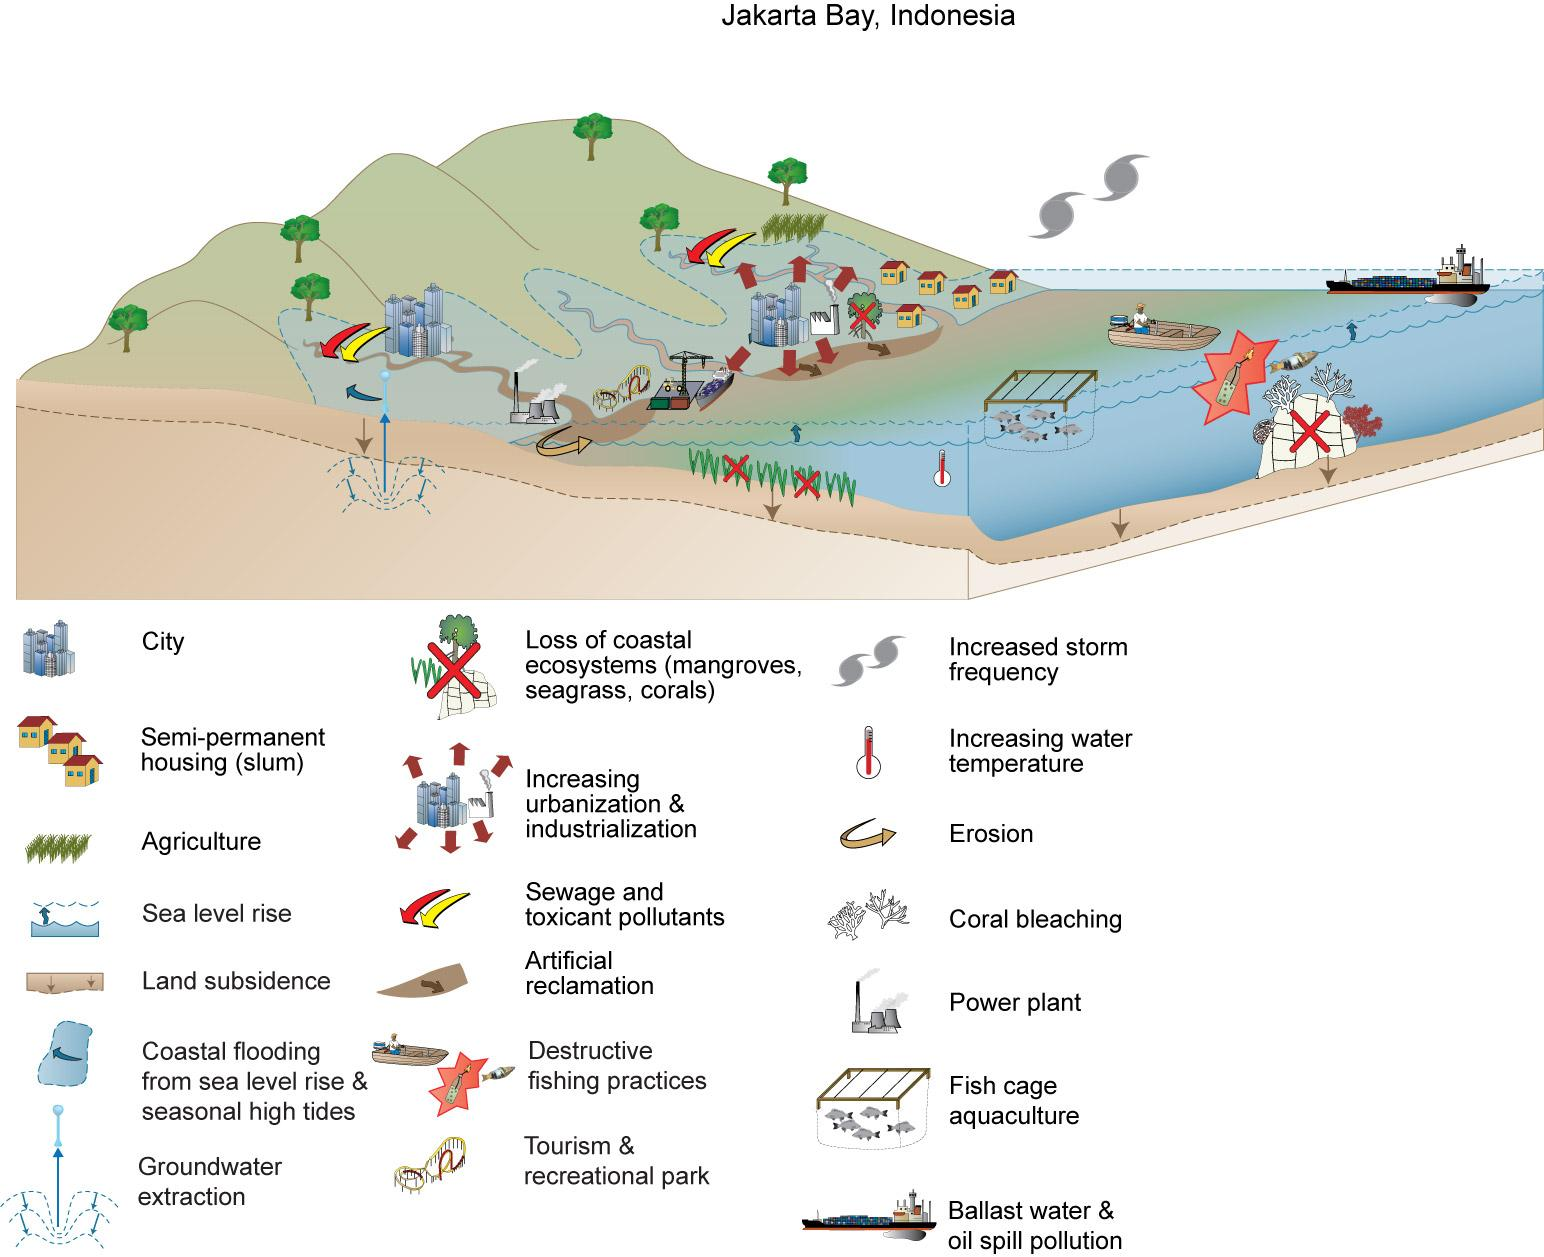 Jakarta Bay, Indonesia
City
Semi-permanent
housing (slum)
Agriculture
Sea level rise
Land subsidence
Coastal flooding
from sea level rise &
seasonal high tides
Groundwater
extraction
Loss of coastal
ecosystems (mangroves,
seagrass, corals)
Increasing
urbanization &
industrialization
Sewage and
toxicant pollutants
Artificial
reclamation
Destructive
fishing practices
Tourism &
recreational park
Increased storm
frequency
Increasing water
temperature
Erosion
Coral bleaching
Power plant
Fish cage
aquaculture
Ballast water &
oil spill pollution